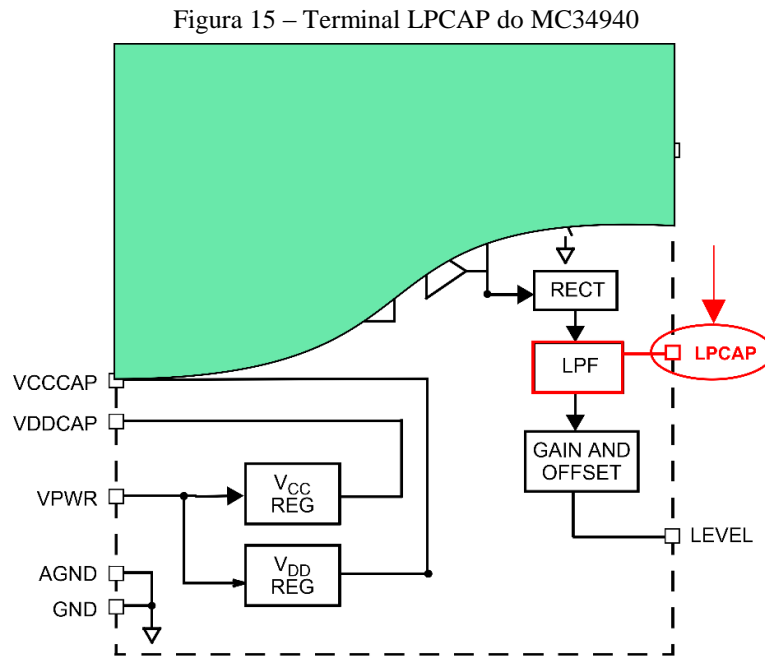 Figura 15 – Terminal LPCAP do MC34940
RECT
LPF
LPCAP
VCCCAP
VDDCAP
GAIN AND
OFFSET
VPWR
VCC
REG
LEVEL
AGND
VDD
REG
GND